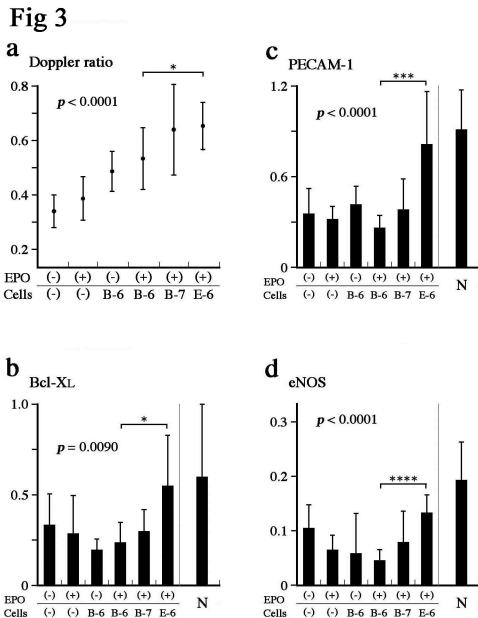 Fig 3
a
Doppler ratio
*
p < 0.0001
0.8
0.6
0.4
0.2
EPO (-) (+) (-) (+) (+) (+)
Cells (-) (-) B-6 B-6 B-7 E-6
c
PECAM-1
***
p < 0.0001
1.2
0.6
0
EPO (-) (+) (-) (+) (+) (+)
Cells (-) (-) B-6 B-6 B-7 E-6
N
b
Bcl-XL
*
p = 0.0090
1.0
0.5
0
EPO (-) (+) (-) (+) (+) (+)
Cells (-) (-) B-6 B-6 B-7 E-6
N
d
eNOS
p < 0.0001
****
0.3
0.2
0.1
0
EPO (-) (+) (-) (+) (+) (+)
Cells (-) (-) B-6 B-6 B-7 E-6
N